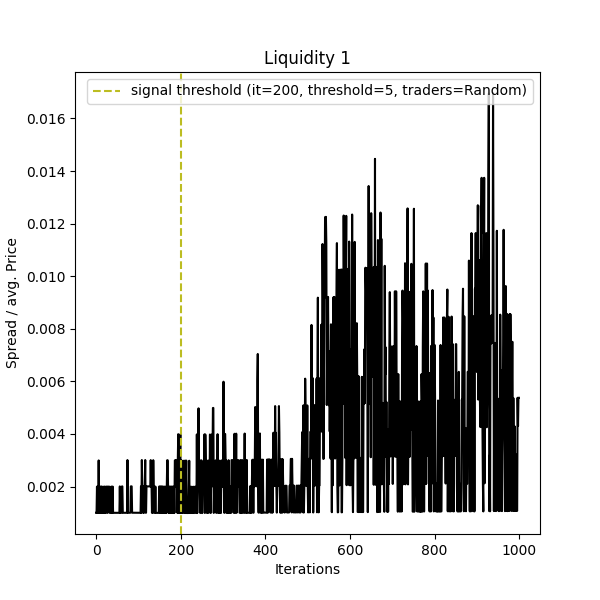 Liquidity 1
signal threshold (it=200, threshold=5, traders=Random)
0.016
0.014
0.012
0.010
0.008
0.006
0.004
0.002
Spread / avg. Price
0 200 400 600 800 1000
Iterations